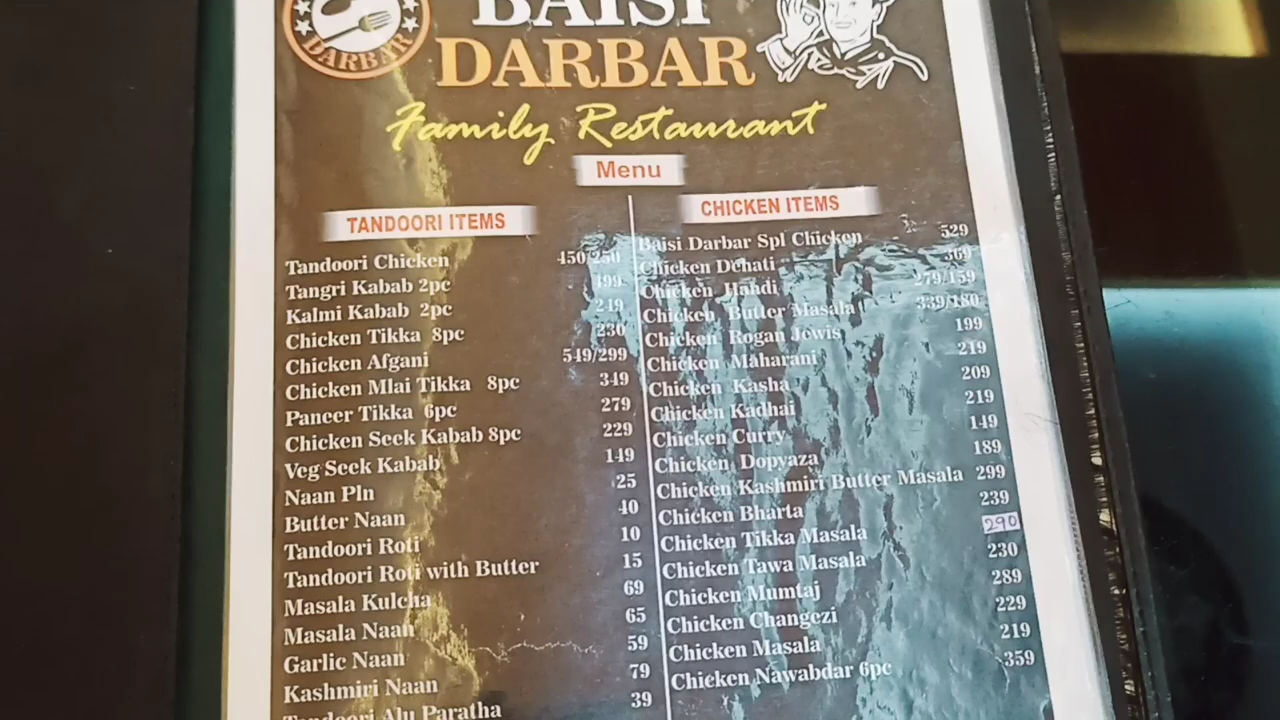 DARBAR
BAISI
DARBAR
Family Restaurant
Menu
TANDOORI ITEMS
Tandoori Chicken 450/250
Tangri Kabab 2pc 199
Kalmi Kabab 2pc 249
Chicken Tikka 8pc 230
Chicken Afgani 549/299
Chicken Mlai Tikka 8pc 349
Paneer Tikka 6pc 279
Chicken Seek Kabab 8pc 229
Veg Seek Kabab 149
Naan Pln 25
Butter Naan 40
Tandoori Roti 10
Tandoori Roti with Butter 15
Masala Kulcha 69
Masala Naan 65
Garlic Naan 59
Kashmiri Naan 79
Tandoori Alu Paratha 39
CHICKEN ITEMS
Baisi Darbar Spl Chicken 529
Chicken Dehati 369
Chicken Handi 279/159
Chicken Butter Masala 339/180
Chicken Rogan Jewis 199
Chicken Maharani 219
Chicken Kasha 209
Chicken Kadhai 219
Chicken Curry 149
Chicken Dopyaza 189
Chicken Kashmiri Butter Masala 299
Chicken Bharta 239
Chicken Tikka Masala 290
Chicken Tawa Masala 230
Chicken Mumtaj 289
Chicken Changezi 229
Chicken Masala 219
Chicken Nawabdar 6pc 359